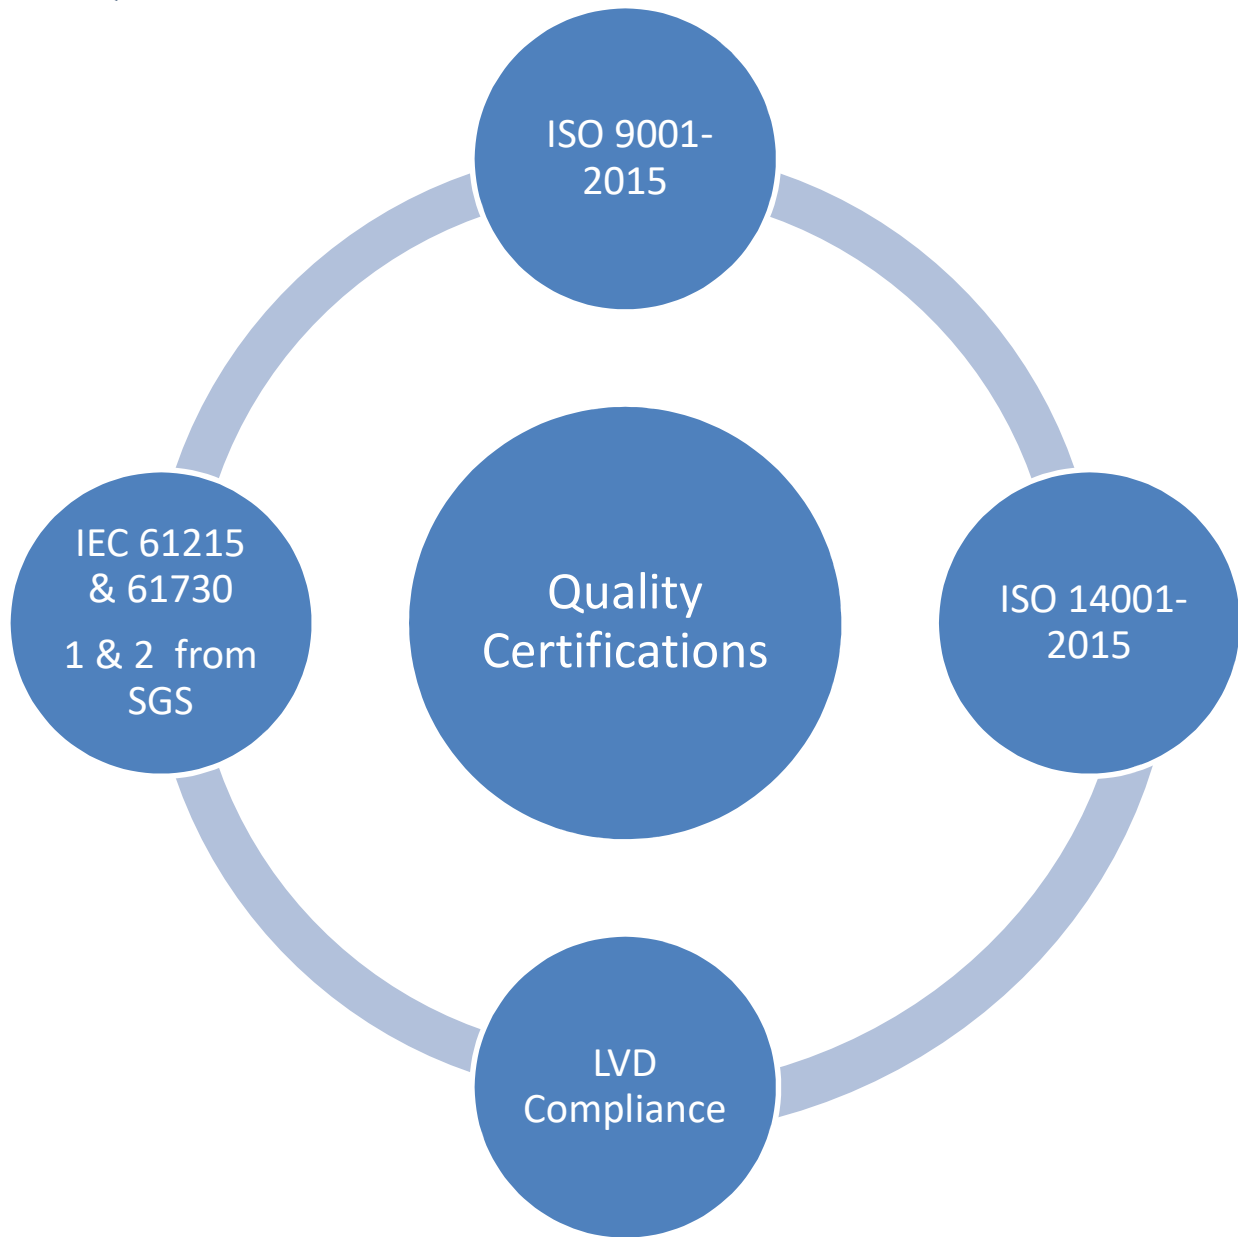 ISO 9001-
2015
IEC 61215
& 61730
1 & 2 from
SGS
Quality
Certifications
ISO 14001-
2015
LVD
Compliance